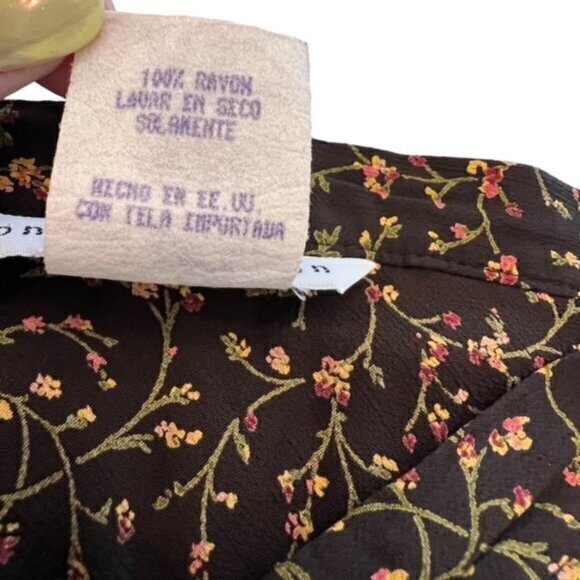 100% RAYON
LAVAR EN SECO
SOLAMENTE
HECHO EN EE.UU
CON TELA IMPORTADA